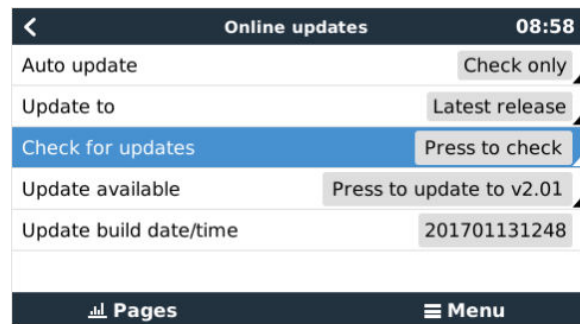 Online updates 08:58
Auto update Check only
Update to Latest release
Check for updates Press to check
Update available Press to update to v2.01
Update build date/time 201701131248
Pages Menu